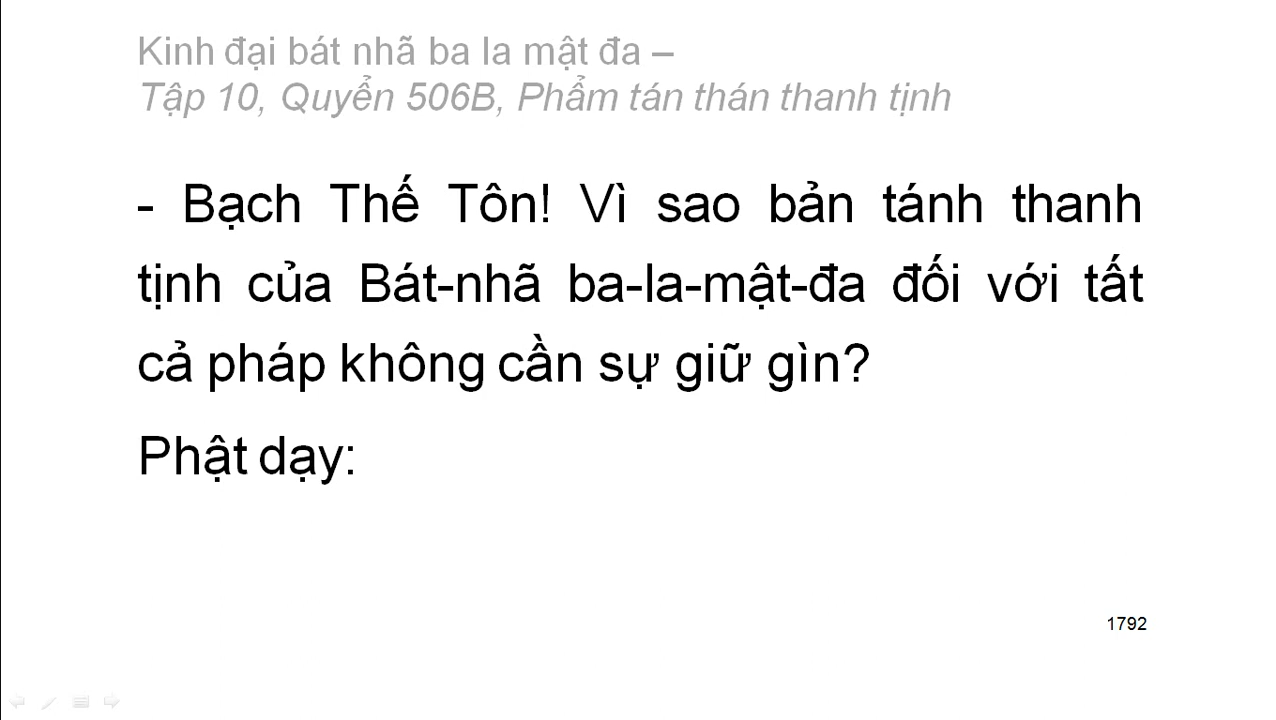 Kinh đại bát nhã ba la mật đa –
Tập 10, Quyển 506B, Phẩm tán thán thanh tịnh
- Bạch Thế Tôn! Vì sao bản tánh thanh
tịnh của Bát-nhã ba-la-mật-đa đối với tất
cả pháp không cần sự giữ gìn?
Phật dạy:
1792